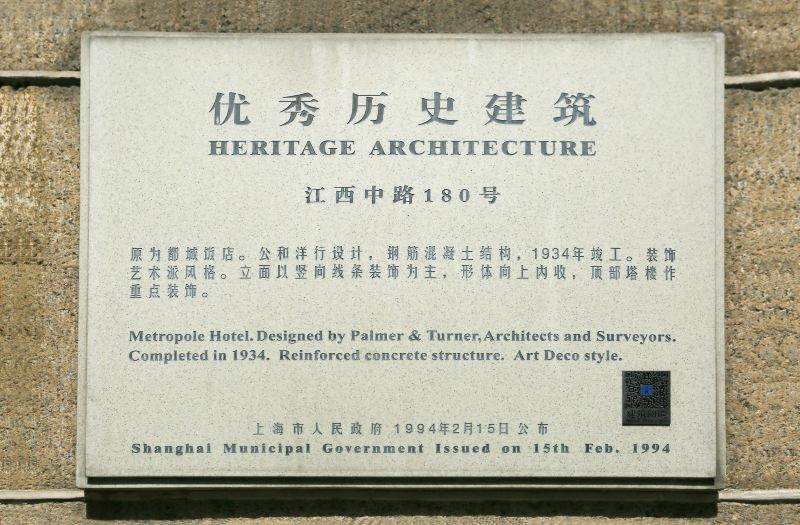 优秀历史建筑
HERITAGE ARCHITECTURE
江西中路180号
原为都城饭店。公和洋行设计，钢筋混凝土结构，1934年竣工。装饰
艺术派风格。立面以竖向线条装饰为主，形体向上内收，顶部塔楼作
重点装饰。
Metropole Hotel. Designed by Palmer & Turner, Architects and Surveyors.
Completed in 1934. Reinforced concrete structure. Art Deco style.
上海市人民政府 1994年2月15日公布
Shanghai Municipal Government Issued on 15th Feb. 1994